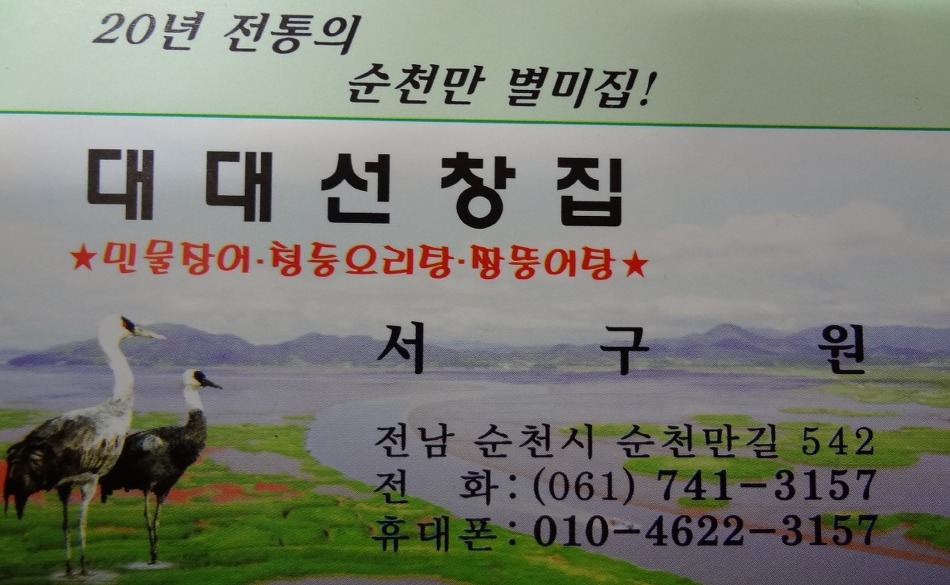 20년 전통의
순천만 별미집!
대대선창집
★민물장어·청둥오리탕·짱뚱어탕★
서 구 원
전남 순천시 순천만길 542
전 화 : (061) 741-3157
휴대폰 : 010-4622-3157